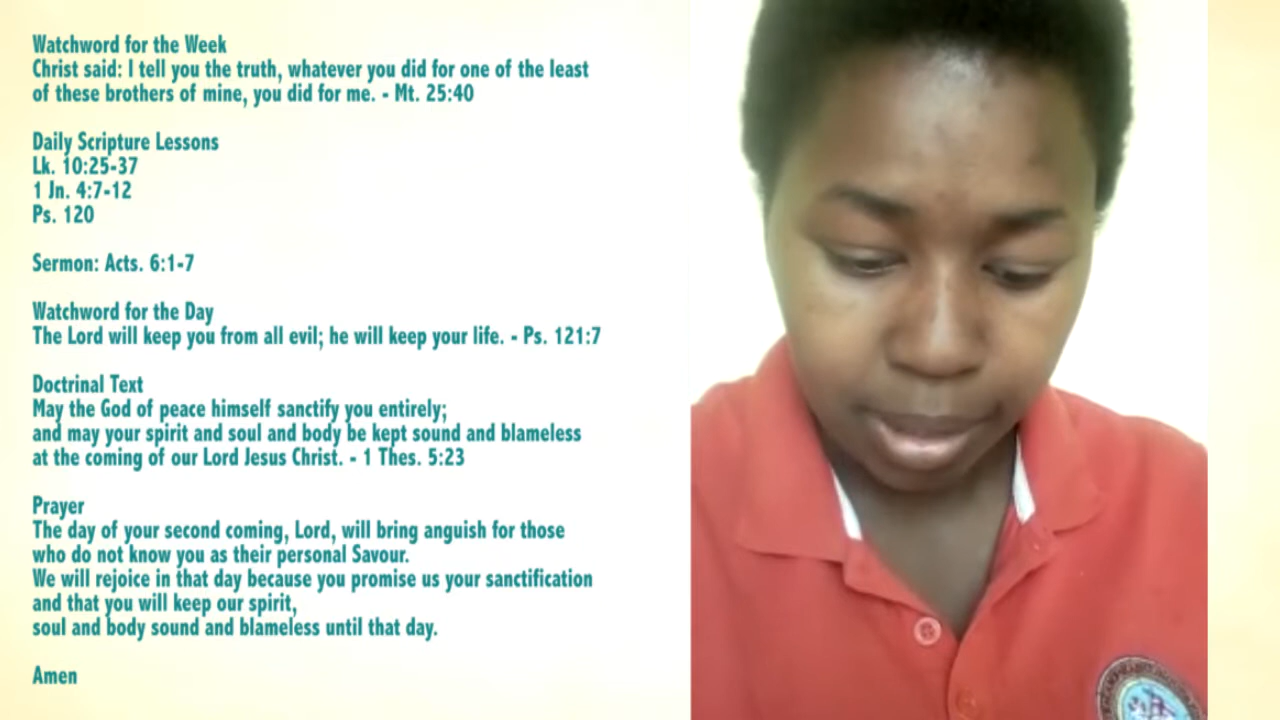 Watchword for the Week
Christ said: I tell you the truth, whatever you did for one of the least
of these brothers of mine, you did for me. - Mt. 25:40
Daily Scripture Lessons
Lk. 10:25-37
1 Jn. 4:7-12
Ps. 120
Sermon: Acts. 6:1-7
Watchword for the Day
The Lord will keep you from all evil; he will keep your life. - Ps. 121:7
Doctrinal Text
May the God of peace himself sanctify you entirely;
and may your spirit and soul and body be kept sound and blameless
at the coming of our Lord Jesus Christ. - 1 Thes. 5:23
Prayer
The day of your second coming, Lord, will bring anguish for those
who do not know you as their personal Savour.
We will rejoice in that day because you promise us your sanctification
and that you will keep our spirit,
soul and body sound and blameless until that day.
Amen